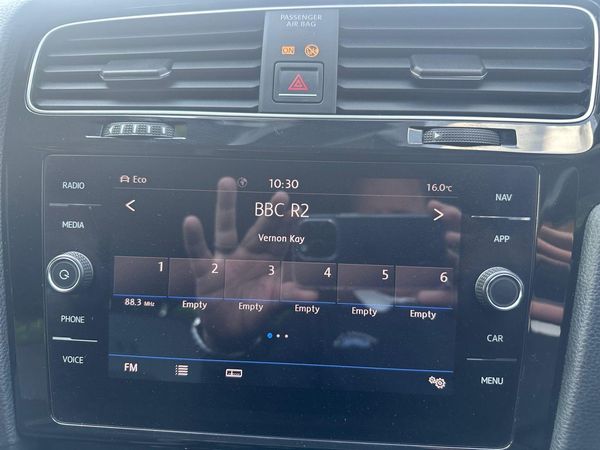 PASSENGER
AIR BAG
ON
RADIO
MEDIA
PHONE
VOICE
Eco
10:30
16.0°C
BBC R2
Vernon Kay
1 2 3 4 5 6
88.3 MHz Empty Empty Empty Empty Empty
FM
NAV
APP
CAR
MENU